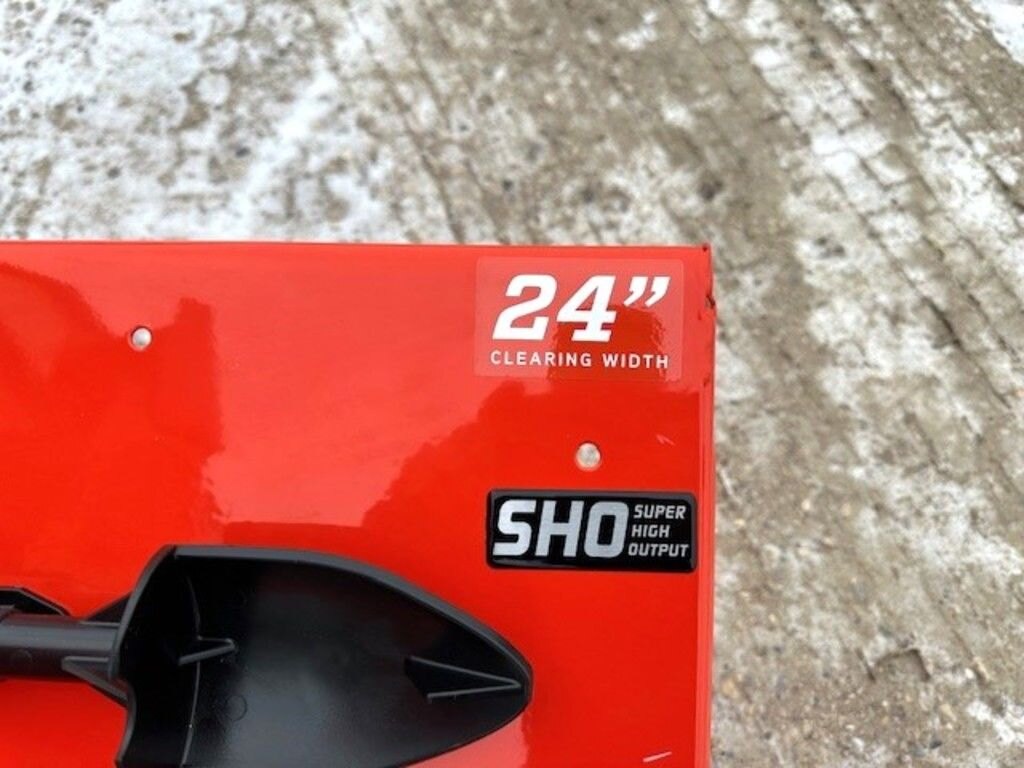 24”
CLEARING WIDTH
SHO SUPER
HIGH
OUTPUT